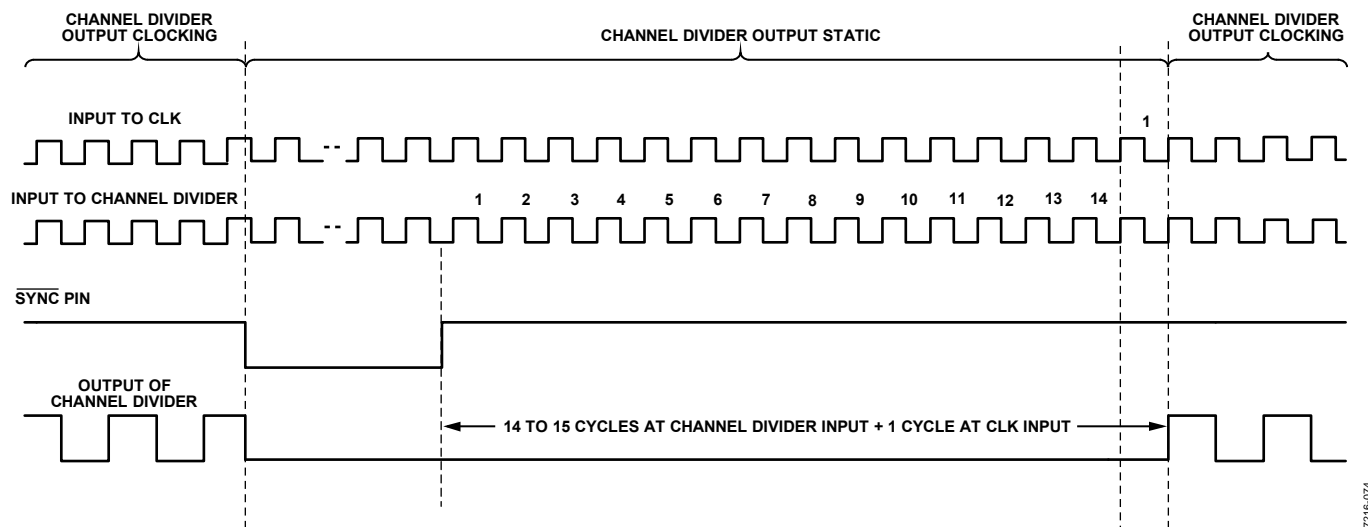 CHANNEL DIVIDER
OUTPUT CLOCKING
CHANNEL DIVIDER OUTPUT STATIC
CHANNEL DIVIDER
OUTPUT CLOCKING
INPUT TO CLK
1
INPUT TO CHANNEL DIVIDER
1 2 3 4 5 6 7 8 9 10 11 12 13 14
SYNC PIN
OUTPUT OF
CHANNEL DIVIDER
14 TO 15 CYCLES AT CHANNEL DIVIDER INPUT + 1 CYCLE AT CLK INPUT